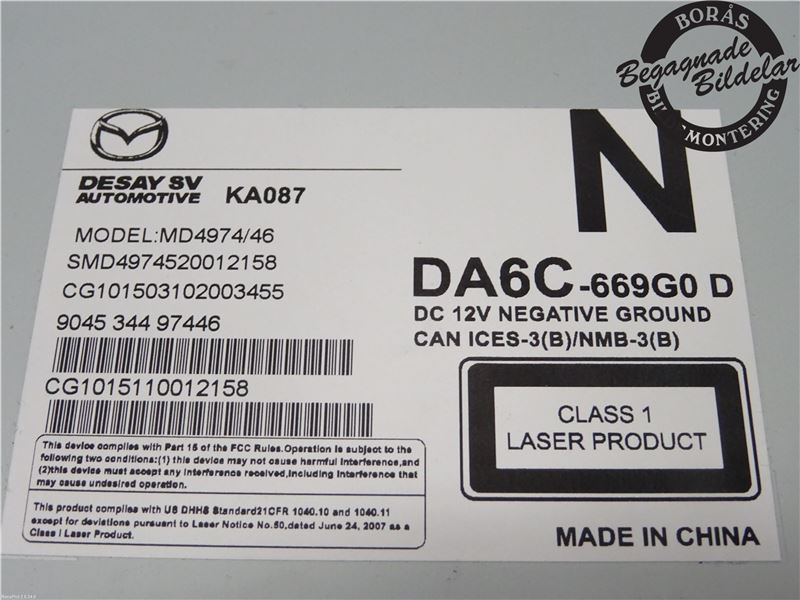 BORÅS
Begagnade
Bildelar
BILDEMONTERING
N
DESAY SV
AUTOMOTIVE KA087
MODEL:MD4974/46
SMD4974520012158
CG101503102003455
9045 344 97446
CG1015110012158
DA6C-669G0 D
DC 12V NEGATIVE GROUND
CAN ICES-3(B)/NMB-3(B)
CLASS 1
LASER PRODUCT
This device complies with Part 15 of the FCC Rules.Operation is subject to the
following two conditions:(1) this device may not cause harmful interference,and
(2)this device must accept any interference received,including interference that
may cause undesired operation.
This product complies with US DHHS Standard21CFR 1040.10 and 1040.11
except for deviations pursuant to Laser Notice No.50,dated June 24, 2007 as a
Class I Laser Product.
MADE IN CHINA